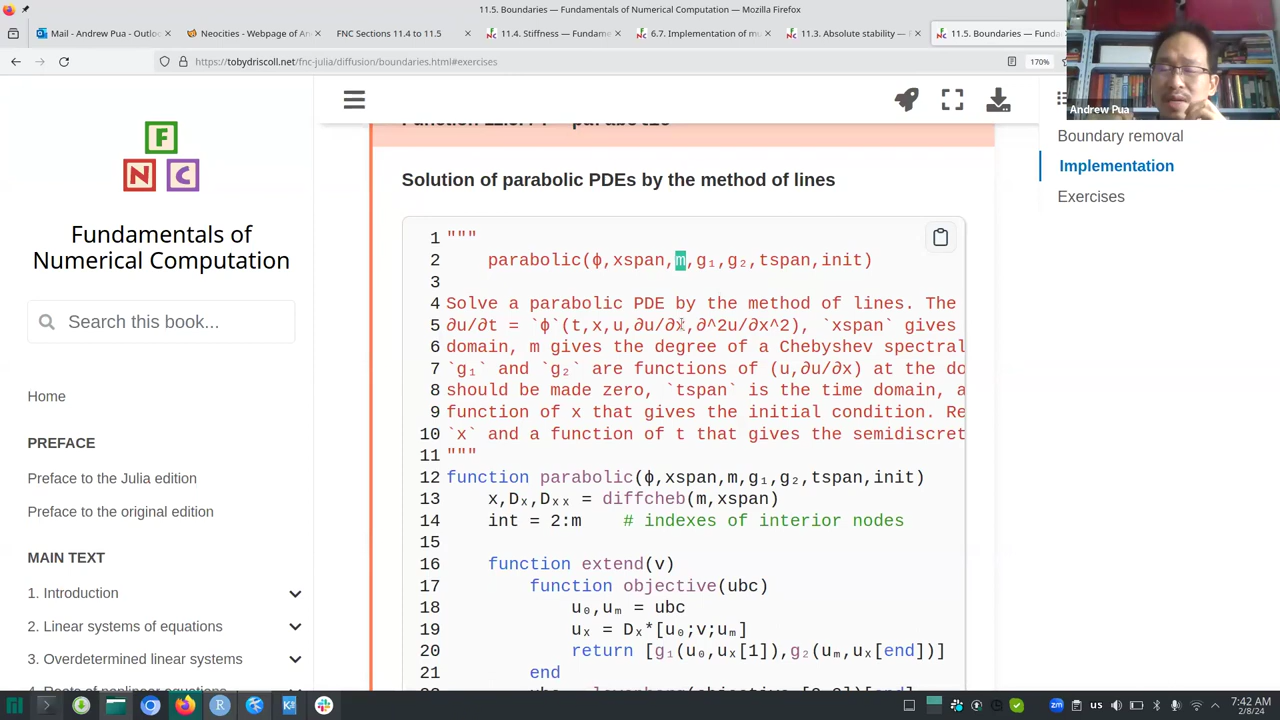 11.5. Boundaries — Fundamentals of Numerical Computation — Mozilla Firefox
Mail - Andrew Pua - Outloo
Neocities - Webpage of An
FNC Sections 11.4 to 11.5
11.4. Stiffness — Fundame
6.7. Implementation of mu
11.3. Absolute stability —
11.5. Boundaries — Funda
https://tobydriscoll.net/fnc-julia/diffusion/boundaries.html#exercises
170%
Andrew Pua
F
N C
Fundamentals of
Numerical Computation
Search this book...
Home
PREFACE
Preface to the Julia edition
Preface to the original edition
MAIN TEXT
1. Introduction
2. Linear systems of equations
3. Overdetermined linear systems
Solution of parabolic PDEs by the method of lines
1 """
2 parabolic(ϕ,xspan,m,g₁,g₂,tspan,init)
3
4 Solve a parabolic PDE by the method of lines. The
5 ∂u/∂t = `ϕ`(t,x,u,∂u/∂x,∂^2u/∂x^2), `xspan` gives
6 domain, m gives the degree of a Chebyshev spectral
7 `g₁` and `g₂` are functions of (u,∂u/∂x) at the do
8 should be made zero, `tspan` is the time domain, a
9 function of x that gives the initial condition. Re
10 `x` and a function of t that gives the semidiscret
11 """
12 function parabolic(ϕ,xspan,m,g₁,g₂,tspan,init)
13 x,Dₓ,Dₓₓ = diffcheb(m,xspan)
14 int = 2:m # indexes of interior nodes
15
16 function extend(v)
17 function objective(ubc)
18 u₀,uₘ = ubc
19 uₓ = Dₓ*[u₀;v;uₘ]
20 return [g₁(u₀,uₓ[1]),g₂(uₘ,uₓ[end])]
21 end
Boundary removal
Implementation
Exercises
us
7:42 AM
2/8/24